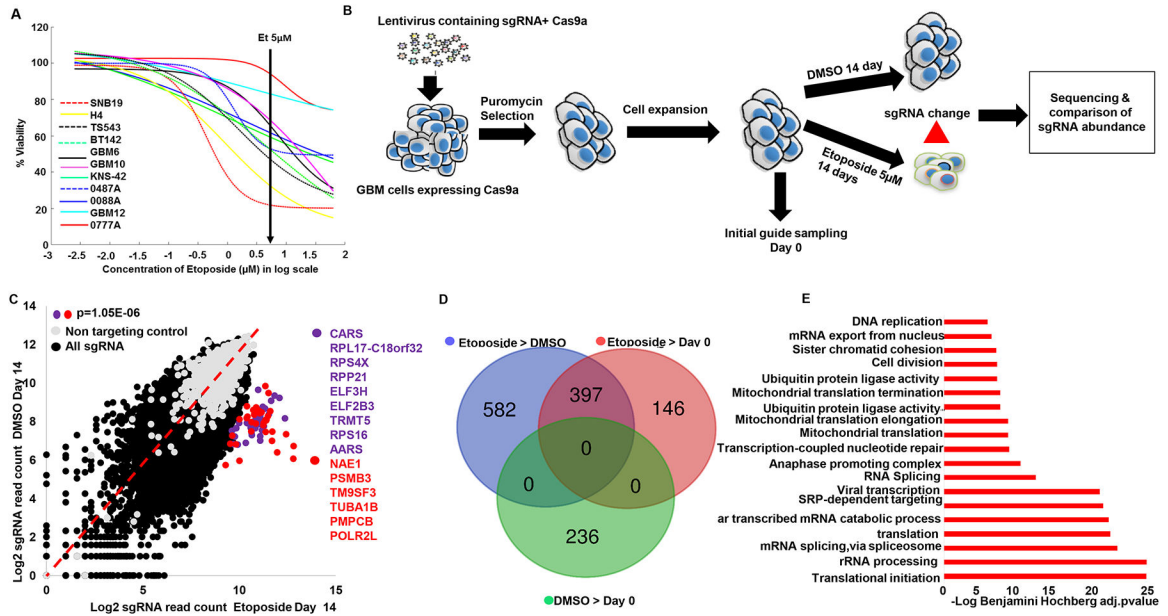 A
120
100
80
60
40
20
0
% Viability
Et 5µM
SNB19
H4
TS543
BT142
GBM6
GBM10
KNS-42
0487A
0088A
GBM12
0777A
-3 -2.5 -2 -1.5 -1 -0.5 0 0.5 1 1.5 2
Concentration of Etoposide (µM) in log scale
B
Lentivirus containing sgRNA+ Cas9a
GBM cells expressing Cas9a
Puromycin
Selection
Cell expansion
Initial guide sampling
Day 0
DMSO 14 day
Etoposide 5µM
14 days
sgRNA change
Sequencing &
comparison of
sgRNA abundance
C
14
12
10
8
6
4
2
0
Log2 sgRNA read count DMSO Day 14
p=1.05E-06
Non targeting control
All sgRNA
0 5 10 15
Log2 sgRNA read count Etoposide Day 14
CARS
RPL17-C18orf32
RPS4X
RPP21
ELF3H
ELF2B3
TRMT5
RPS16
AARS
NAE1
PSMB3
TM9SF3
TUBA1B
PMPCB
POLR2L
D
Etoposide > DMSO
Etoposide > Day 0
582
397
146
0
0
0
236
DMSO > Day 0
E
DNA replication
mRNA export from nucleus
Sister chromatid cohesion
Cell division
Ubiquitin protein ligase activity
Mitochondrial translation termination
Ubiquitin protein ligase activity.
Mitochondrial translation elongation
Mitochondrial translation
Transcription-coupled nucleotide repair
Anaphase promoting complex
RNA Splicing
Viral transcription
SRP-dependent targeting
ar transcribed mRNA catabolic process
translation
mRNA splicing,via spliceosome
rRNA processing
Translational initiation
0 5 10 15 20 25
-Log Benjamini Hochberg adj.pvalue